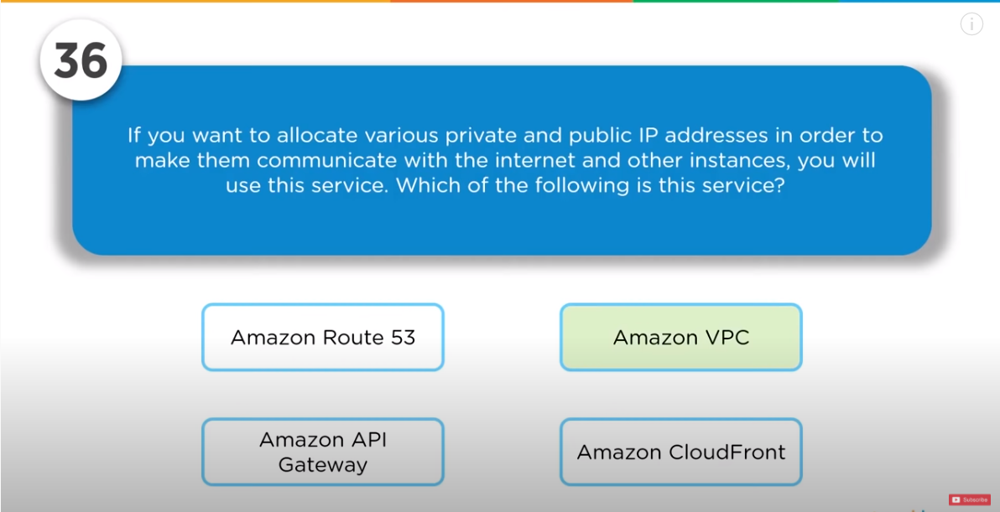 36
If you want to allocate various private and public IP addresses in order to
make them communicate with the internet and other instances, you will
use this service. Which of the following is this service?
Amazon Route 53
Amazon VPC
Amazon API
Gateway
Amazon CloudFront
Subscribe